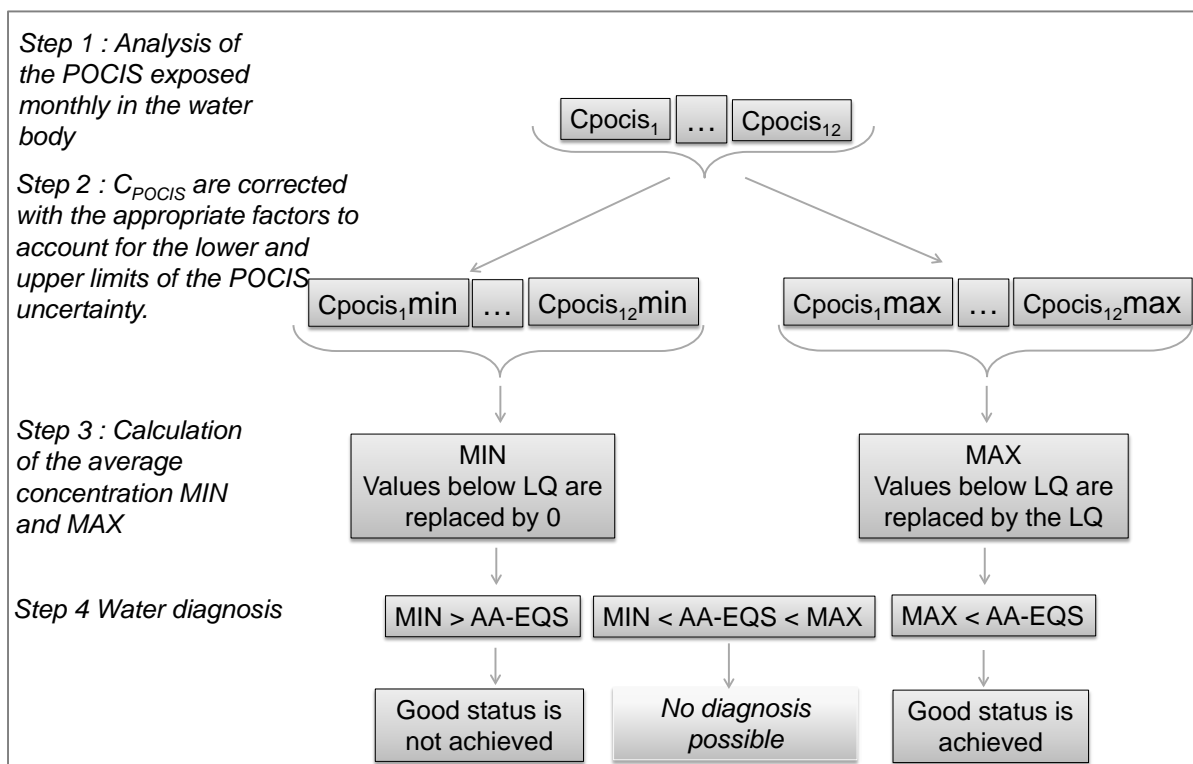 Step 1 : Analysis of
the POCIS exposed
monthly in the water
body
Cpocis₁ … Cpocis₁₂
Step 2 : C_POCIS are corrected
with the appropriate factors to
account for the lower and
upper limits of the POCIS
uncertainty.
Cpocis₁min … Cpocis₁₂min
Cpocis₁max … Cpocis₁₂max
Step 3 : Calculation
of the average
concentration MIN
and MAX
MIN
Values below LQ are
replaced by 0
MAX
Values below LQ are
replaced by the LQ
Step 4 Water diagnosis
MIN > AA-EQS
MIN < AA-EQS < MAX
MAX < AA-EQS
Good status is
not achieved
No diagnosis
possible
Good status is
achieved